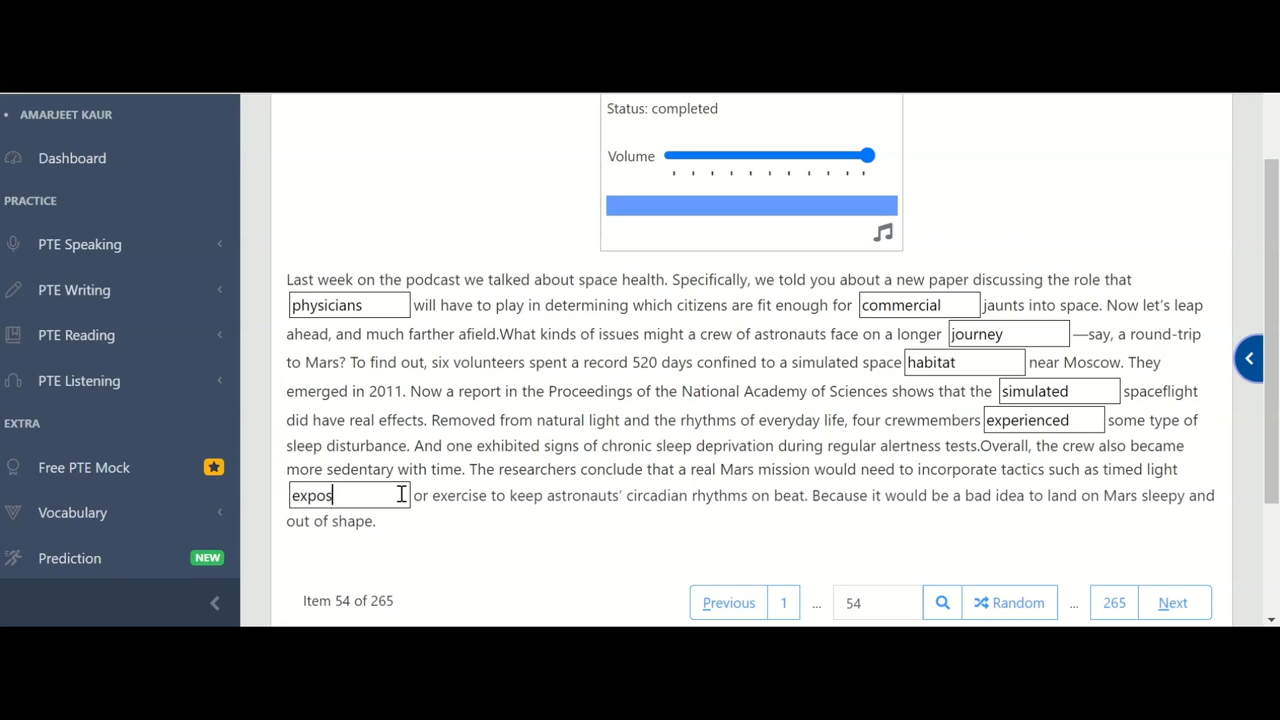 AMARJEET KAUR
Dashboard
PRACTICE
PTE Speaking
PTE Writing
PTE Reading
PTE Listening
EXTRA
Free PTE Mock
Vocabulary
Prediction NEW
Status: completed
Volume
Last week on the podcast we talked about space health. Specifically, we told you about a new paper discussing the role that
physicians will have to play in determining which citizens are fit enough for commercial jaunts into space. Now let's leap
ahead, and much farther afield.What kinds of issues might a crew of astronauts face on a longer journey —say, a round-trip
to Mars? To find out, six volunteers spent a record 520 days confined to a simulated space habitat near Moscow. They
emerged in 2011. Now a report in the Proceedings of the National Academy of Sciences shows that the simulated spaceflight
did have real effects. Removed from natural light and the rhythms of everyday life, four crewmembers experienced some type of
sleep disturbance. And one exhibited signs of chronic sleep deprivation during regular alertness tests.Overall, the crew also became
more sedentary with time. The researchers conclude that a real Mars mission would need to incorporate tactics such as timed light
expos or exercise to keep astronauts' circadian rhythms on beat. Because it would be a bad idea to land on Mars sleepy and
out of shape.
Item 54 of 265
Previous 1 ... 54 Random ... 265 Next